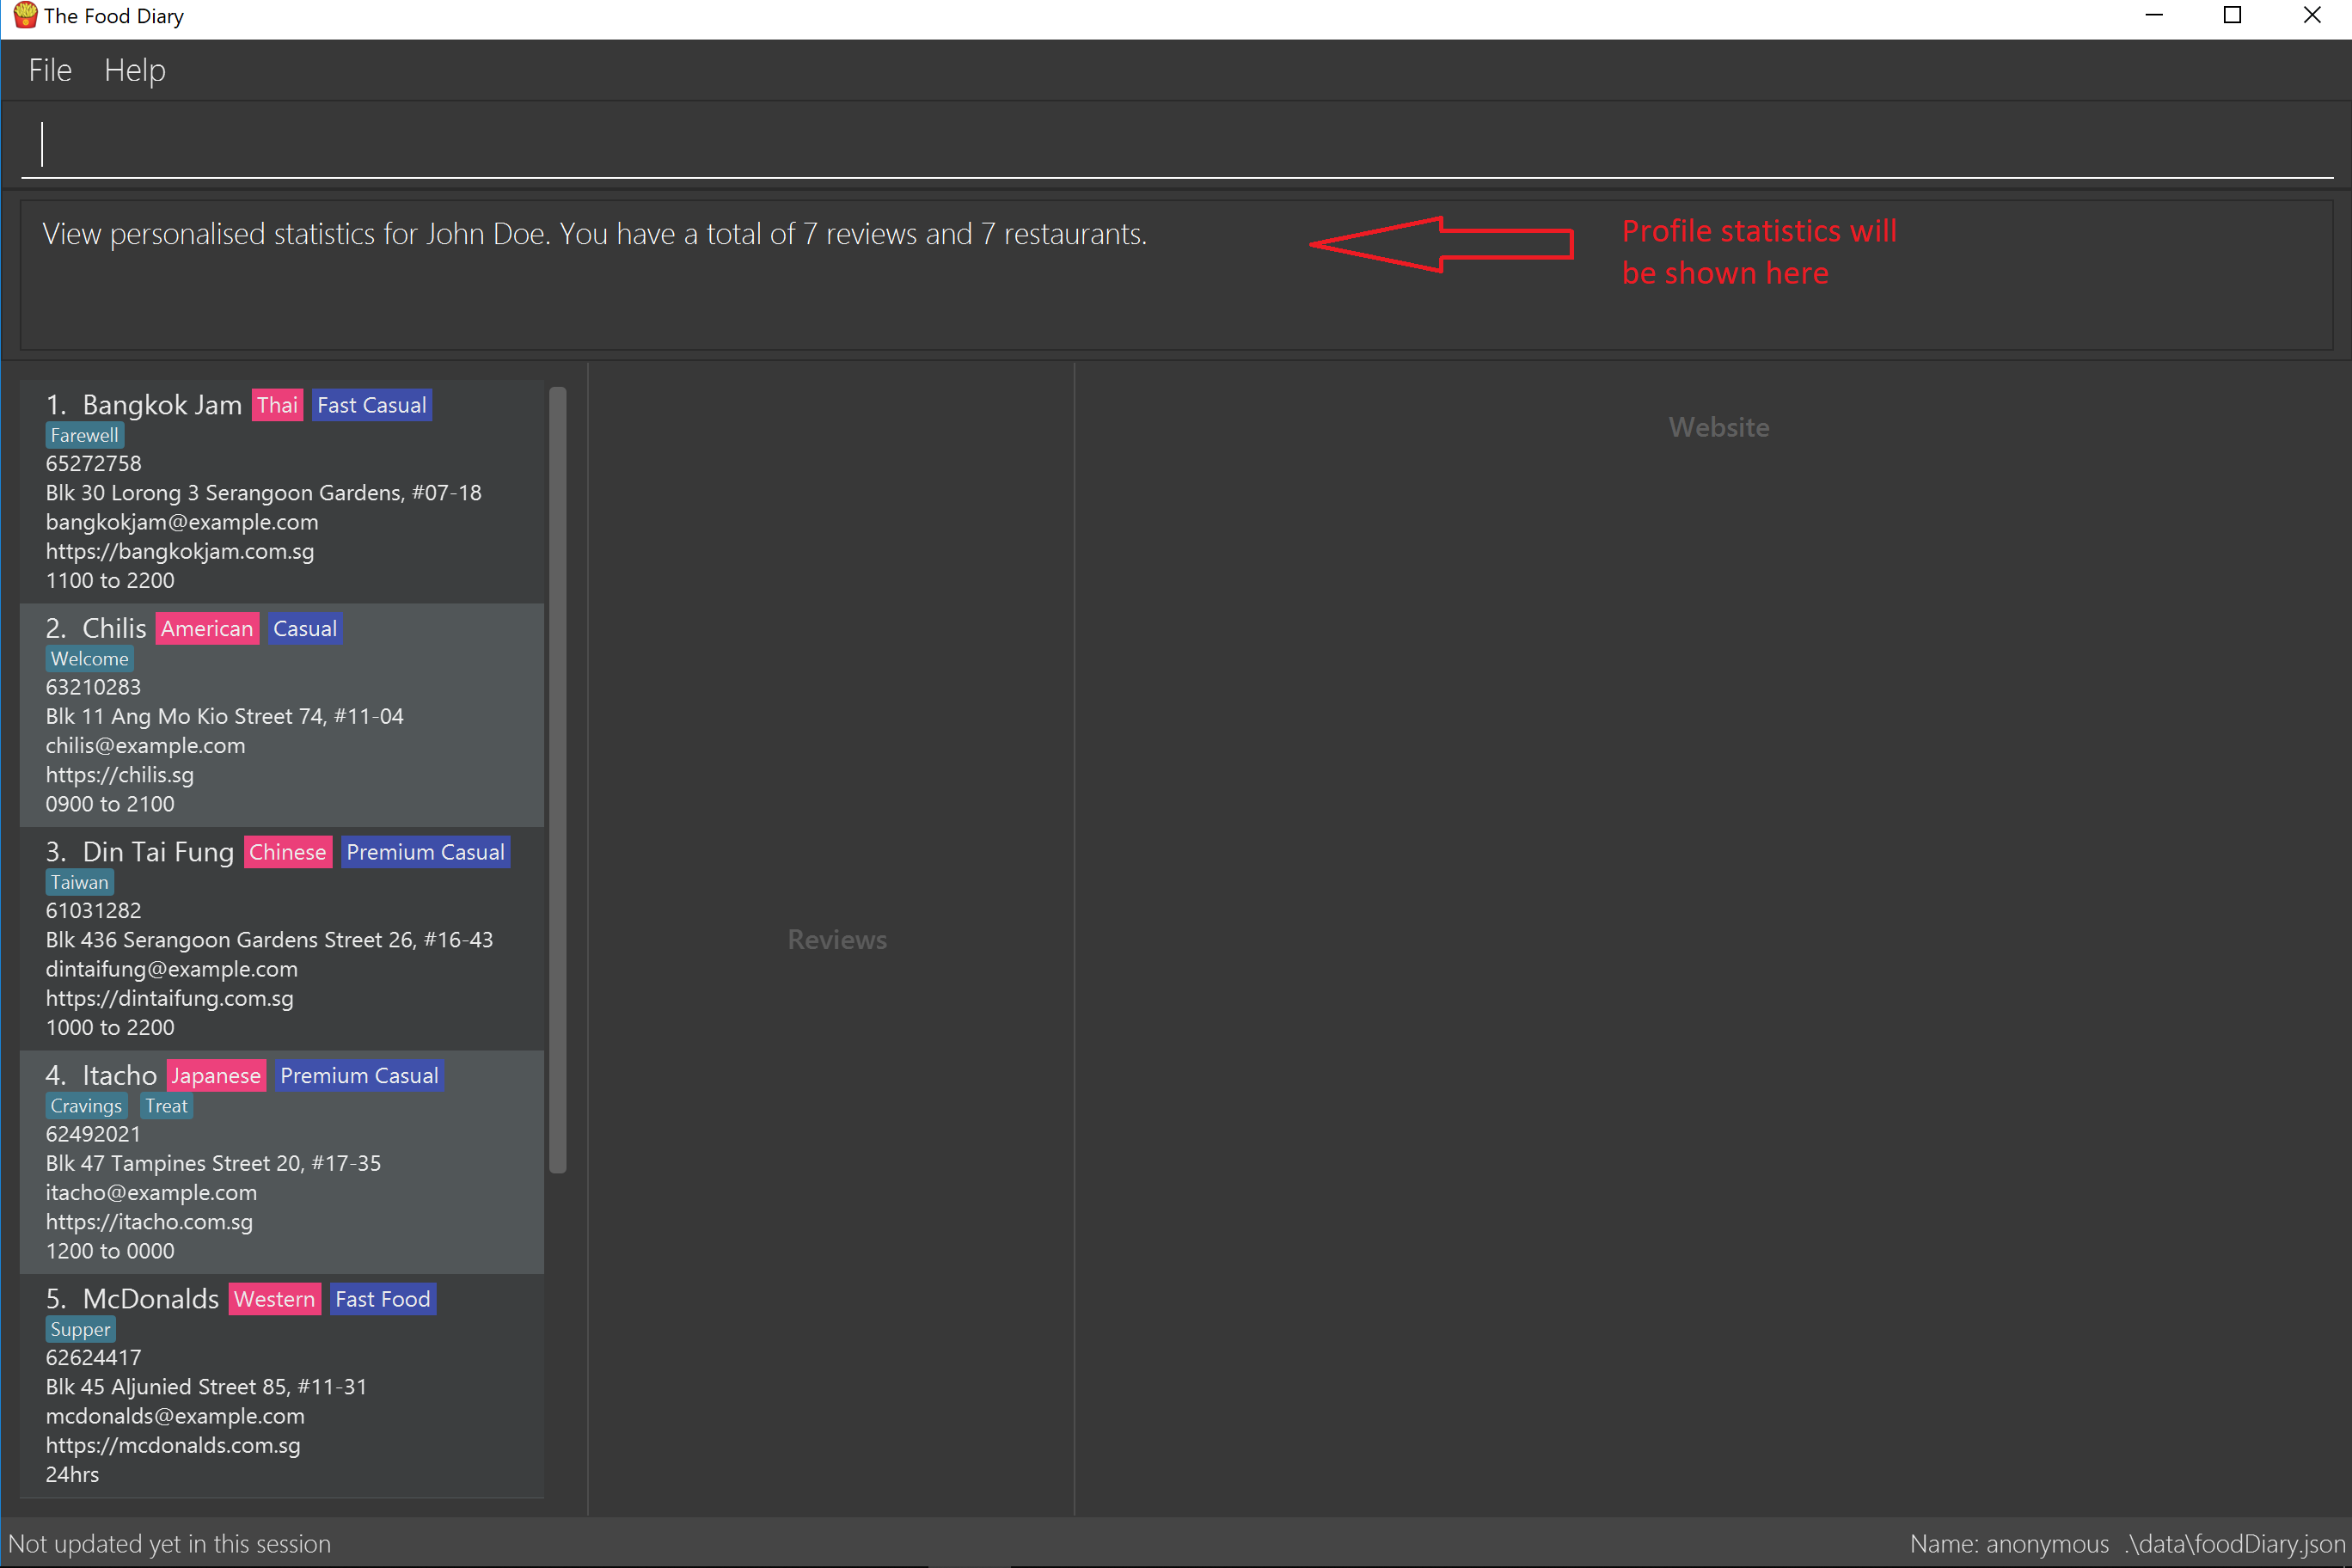 The Food Diary
File Help
View personalised statistics for John Doe. You have a total of 7 reviews and 7 restaurants.
Profile statistics will
be shown here
1. Bangkok Jam Thai Fast Casual
Farewell
65272758
Blk 30 Lorong 3 Serangoon Gardens, #07-18
bangkokjam@example.com
https://bangkokjam.com.sg
1100 to 2200
2. Chilis American Casual
Welcome
63210283
Blk 11 Ang Mo Kio Street 74, #11-04
chilis@example.com
https://chilis.sg
0900 to 2100
3. Din Tai Fung Chinese Premium Casual
Taiwan
61031282
Blk 436 Serangoon Gardens Street 26, #16-43
dintaifung@example.com
https://dintaifung.com.sg
1000 to 2200
4. Itacho Japanese Premium Casual
Cravings Treat
62492021
Blk 47 Tampines Street 20, #17-35
itacho@example.com
https://itacho.com.sg
1200 to 0000
5. McDonalds Western Fast Food
Supper
62624417
Blk 45 Aljunied Street 85, #11-31
mcdonalds@example.com
https://mcdonalds.com.sg
24hrs
Reviews
Website
Not updated yet in this session
Name: anonymous .\data\foodDiary.json